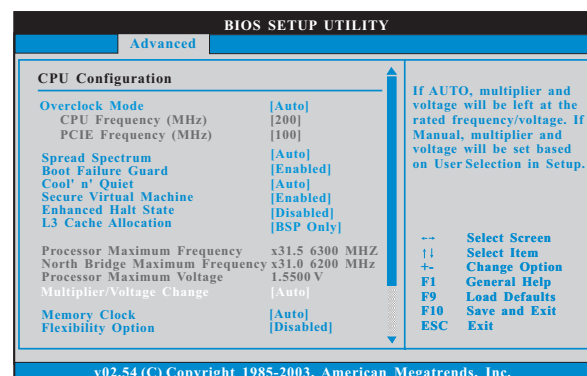 BIOS SETUP UTILITY
Advanced
CPU Configuration
Overclock Mode [Auto]
CPU Frequency (MHz) [200]
PCIE Frequency (MHz) [100]
Spread Spectrum [Auto]
Boot Failure Guard [Enabled]
Cool' n' Quiet [Auto]
Secure Virtual Machine [Enabled]
Enhanced Halt State [Disabled]
L3 Cache Allocation [BSP Only]
Processor Maximum Frequency x31.5 6300 MHZ
North Bridge Maximum Frequency x31.0 6200 MHz
Processor Maximum Voltage 1.5500 V
Multiplier/Voltage Change [Auto]
Memory Clock [Auto]
Flexibility Option [Disabled]
If AUTO, multiplier and
voltage will be left at the
rated frequency/voltage. If
Manual, multiplier and
voltage will be set based
on User Selection in Setup.
←→ Select Screen
↑↓ Select Item
+- Change Option
F1 General Help
F9 Load Defaults
F10 Save and Exit
ESC Exit
v02.54 (C) Copyright 1985-2003, American Megatrends, Inc.